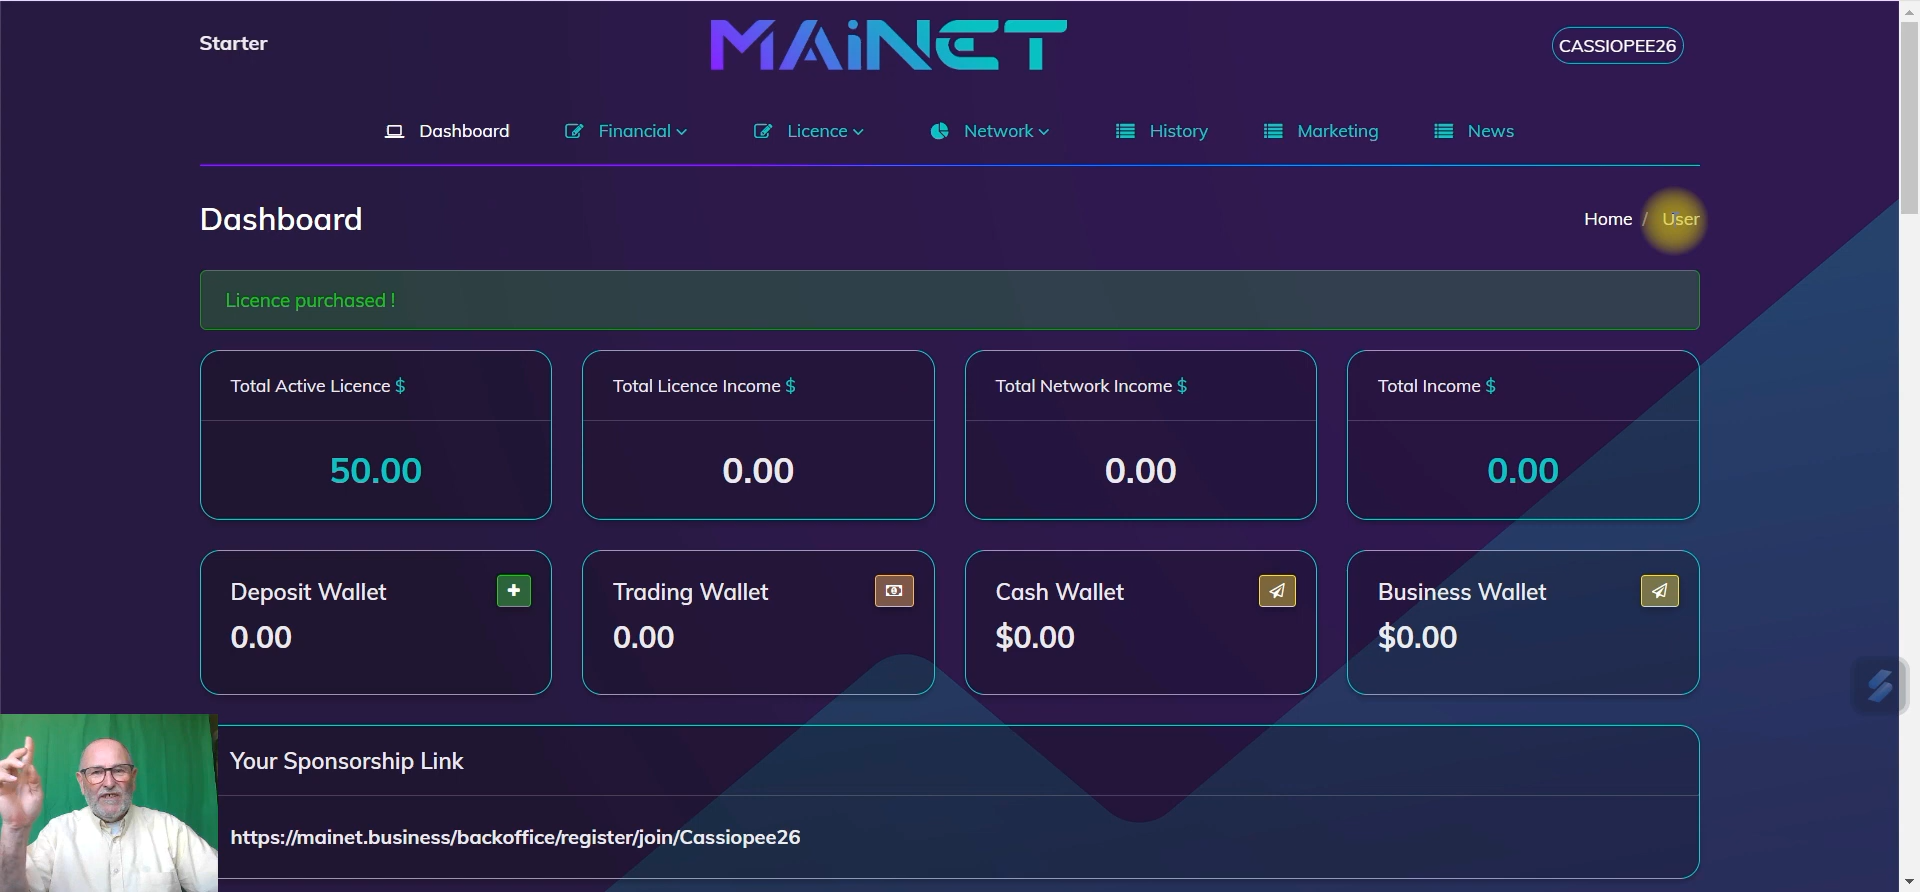 Starter
MAiNET
CASSIOPEE26
Dashboard
Financial
Licence
Network
History
Marketing
News
Dashboard
Home / User
Licence purchased !
Total Active Licence $
50.00
Total Licence Income $
0.00
Total Network Income $
0.00
Total Income $
0.00
Deposit Wallet
0.00
Trading Wallet
0.00
Cash Wallet
$0.00
Business Wallet
$0.00
Your Sponsorship Link
https://mainet.business/backoffice/register/join/Cassiopee26